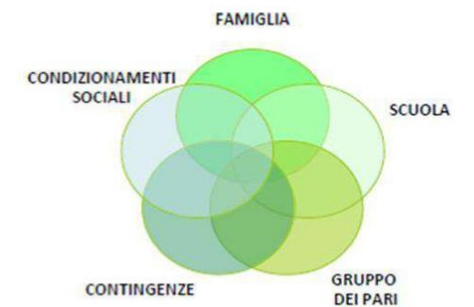 FAMIGLIA
CONDIZIONAMENTI
SOCIALI
SCUOLA
CONTINGENZE
GRUPPO
DEI PARI